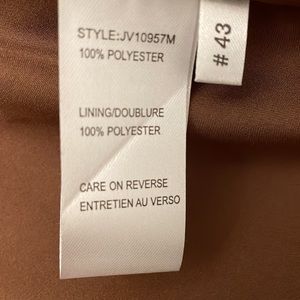 STYLE:JV10957M
100% POLYESTER
LINING/DOUBLURE
100% POLYESTER
CARE ON REVERSE
ENTRETIEN AU VERSO
# 43